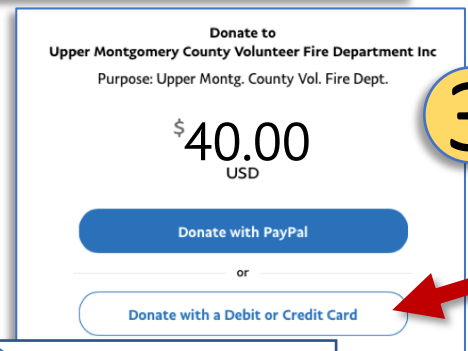 Donate to
Upper Montgomery County Volunteer Fire Department Inc
Purpose: Upper Montg. County Vol. Fire Dept.
$40.00
USD
3
Donate with PayPal
or
Donate with a Debit or Credit Card